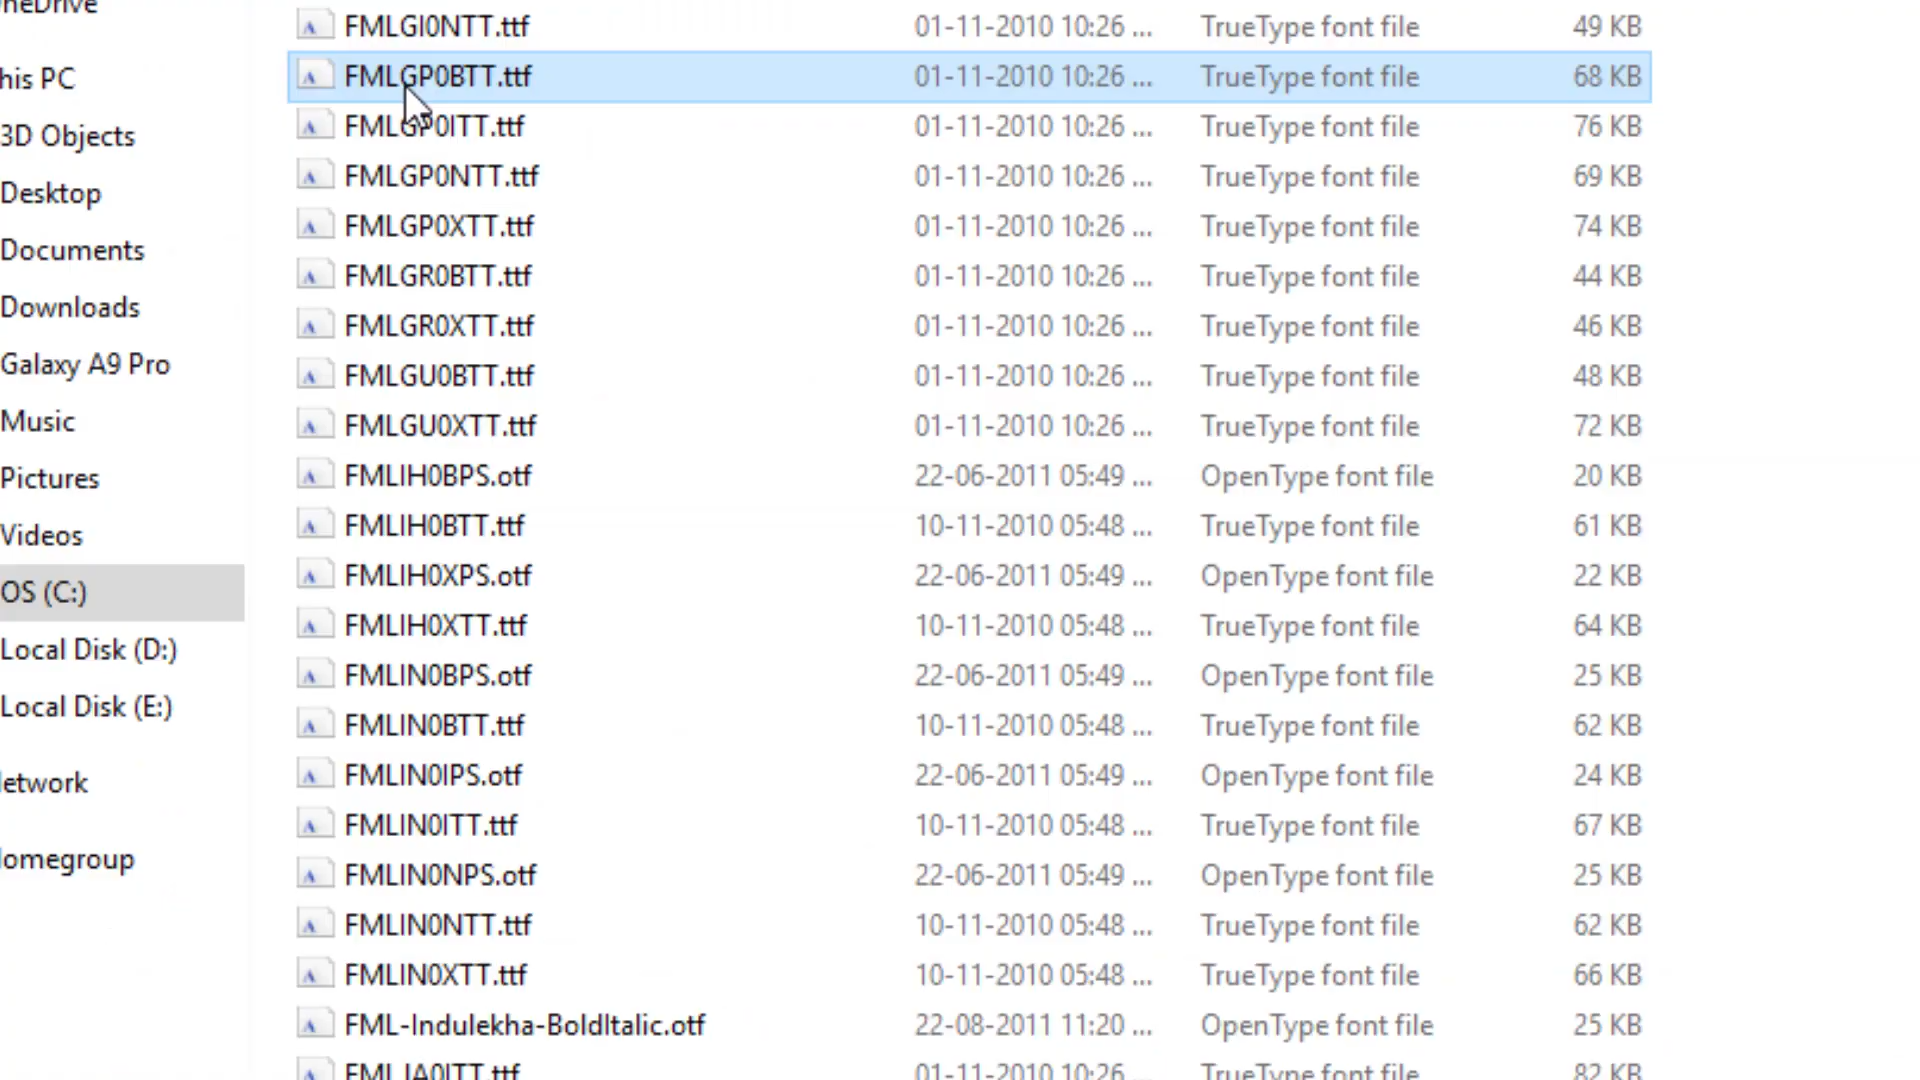 neDrive
his PC
3D Objects
Desktop
Documents
Downloads
Galaxy A9 Pro
Music
Pictures
Videos
OS (C:)
Local Disk (D:)
Local Disk (E:)
etwork
omegroup
FMLGI0NTT.ttf 01-11-2010 10:26 ... TrueType font file 49 KB
FMLGP0BTT.ttf 01-11-2010 10:26 ... TrueType font file 68 KB
FMLGP0ITT.ttf 01-11-2010 10:26 ... TrueType font file 76 KB
FMLGP0NTT.ttf 01-11-2010 10:26 ... TrueType font file 69 KB
FMLGP0XTT.ttf 01-11-2010 10:26 ... TrueType font file 74 KB
FMLGR0BTT.ttf 01-11-2010 10:26 ... TrueType font file 44 KB
FMLGR0XTT.ttf 01-11-2010 10:26 ... TrueType font file 46 KB
FMLGU0BTT.ttf 01-11-2010 10:26 ... TrueType font file 48 KB
FMLGU0XTT.ttf 01-11-2010 10:26 ... TrueType font file 72 KB
FMLIH0BPS.otf 22-06-2011 05:49 ... OpenType font file 20 KB
FMLIH0BTT.ttf 10-11-2010 05:48 ... TrueType font file 61 KB
FMLIH0XPS.otf 22-06-2011 05:49 ... OpenType font file 22 KB
FMLIH0XTT.ttf 10-11-2010 05:48 ... TrueType font file 64 KB
FMLIN0BPS.otf 22-06-2011 05:49 ... OpenType font file 25 KB
FMLIN0BTT.ttf 10-11-2010 05:48 ... TrueType font file 62 KB
FMLIN0IPS.otf 22-06-2011 05:49 ... OpenType font file 24 KB
FMLIN0ITT.ttf 10-11-2010 05:48 ... TrueType font file 67 KB
FMLIN0NPS.otf 22-06-2011 05:49 ... OpenType font file 25 KB
FMLIN0NTT.ttf 10-11-2010 05:48 ... TrueType font file 62 KB
FMLIN0XTT.ttf 10-11-2010 05:48 ... TrueType font file 66 KB
FML-Indulekha-BoldItalic.otf 22-08-2011 11:20 ... OpenType font file 25 KB
FMLJA0ITT.ttf 01-11-2010 10:26 ... TrueType font file 82 KB